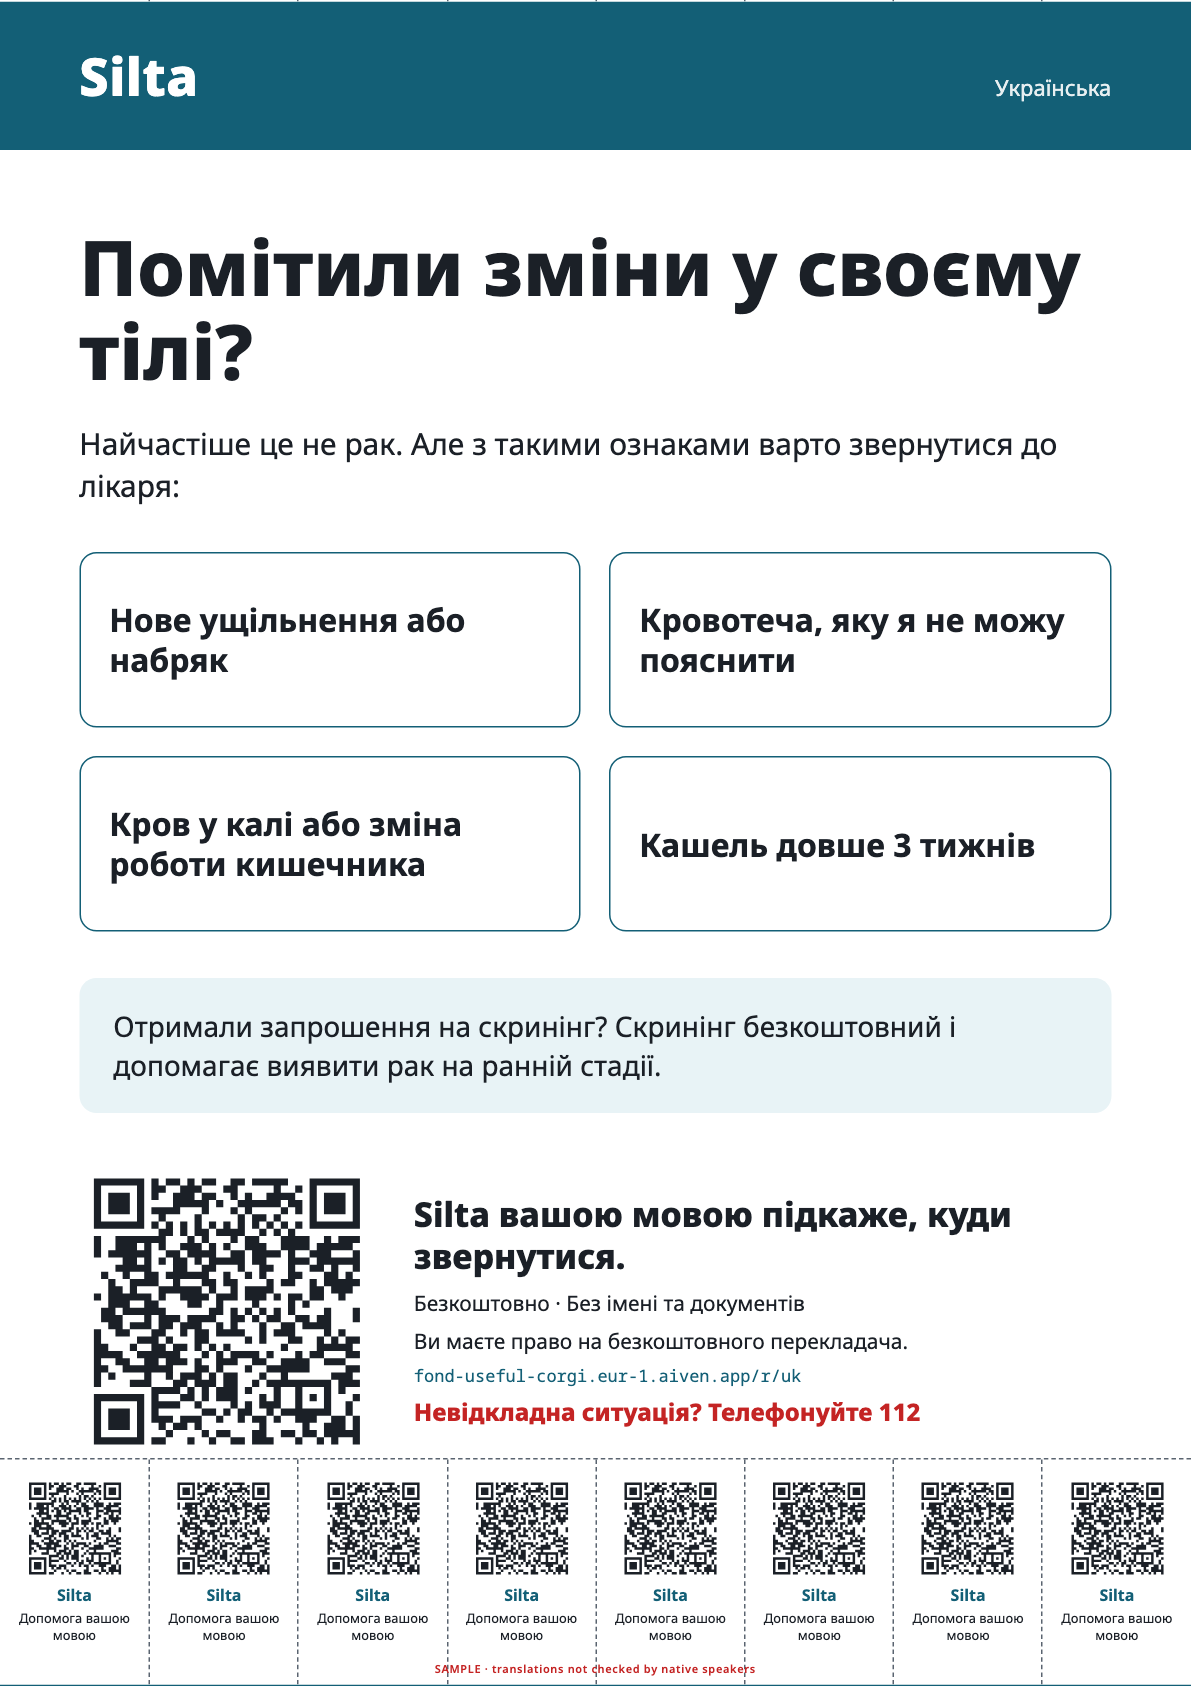 Silta
Українська
Помітили зміни у своєму
тілі?
Найчастіше це не рак. Але з такими ознаками варто звернутися до
лікаря:
Нове ущільнення або
набряк
Кровотеча, яку я не можу
пояснити
Кров у калі або зміна
роботи кишечника
Кашель довше 3 тижнів
Отримали запрошення на скринінг? Скринінг безкоштовний і
допомагає виявити рак на ранній стадії.
Silta вашою мовою підкаже, куди
звернутися.
Безкоштовно · Без імені та документів
Ви маєте право на безкоштовного перекладача.
fond-useful-corgi.eur-1.aiven.app/r/uk
Невідкладна ситуація? Телефонуйте 112
Silta
Допомога вашою
мовою
Silta
Допомога вашою
мовою
Silta
Допомога вашою
мовою
Silta
Допомога вашою
мовою
Silta
Допомога вашою
мовою
Silta
Допомога вашою
мовою
Silta
Допомога вашою
мовою
Silta
Допомога вашою
мовою
SAMPLE · translations not checked by native speakers